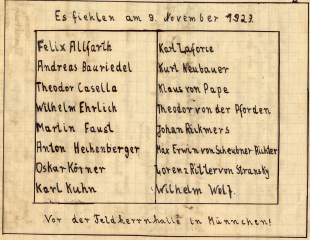 Es fiehlen am 9. November 1923.
Felix Allfarth
Andreas Bauriedel
Theodor Casella
Wilhelm Ehrlich
Martin Faust
Anton Hechenberger
Oskar Körner
Karl Kuhn
Karl Laforce
Kurt Neubauer
Klaus von Pape
Theodor von der Pfordten
Johan Rickmers
Max Erwin von Scheubner Richter
Lorenz Ritter von Stransky
Wilhelm Wolf.
Vor der Feldherrnhalle in Münnchen!